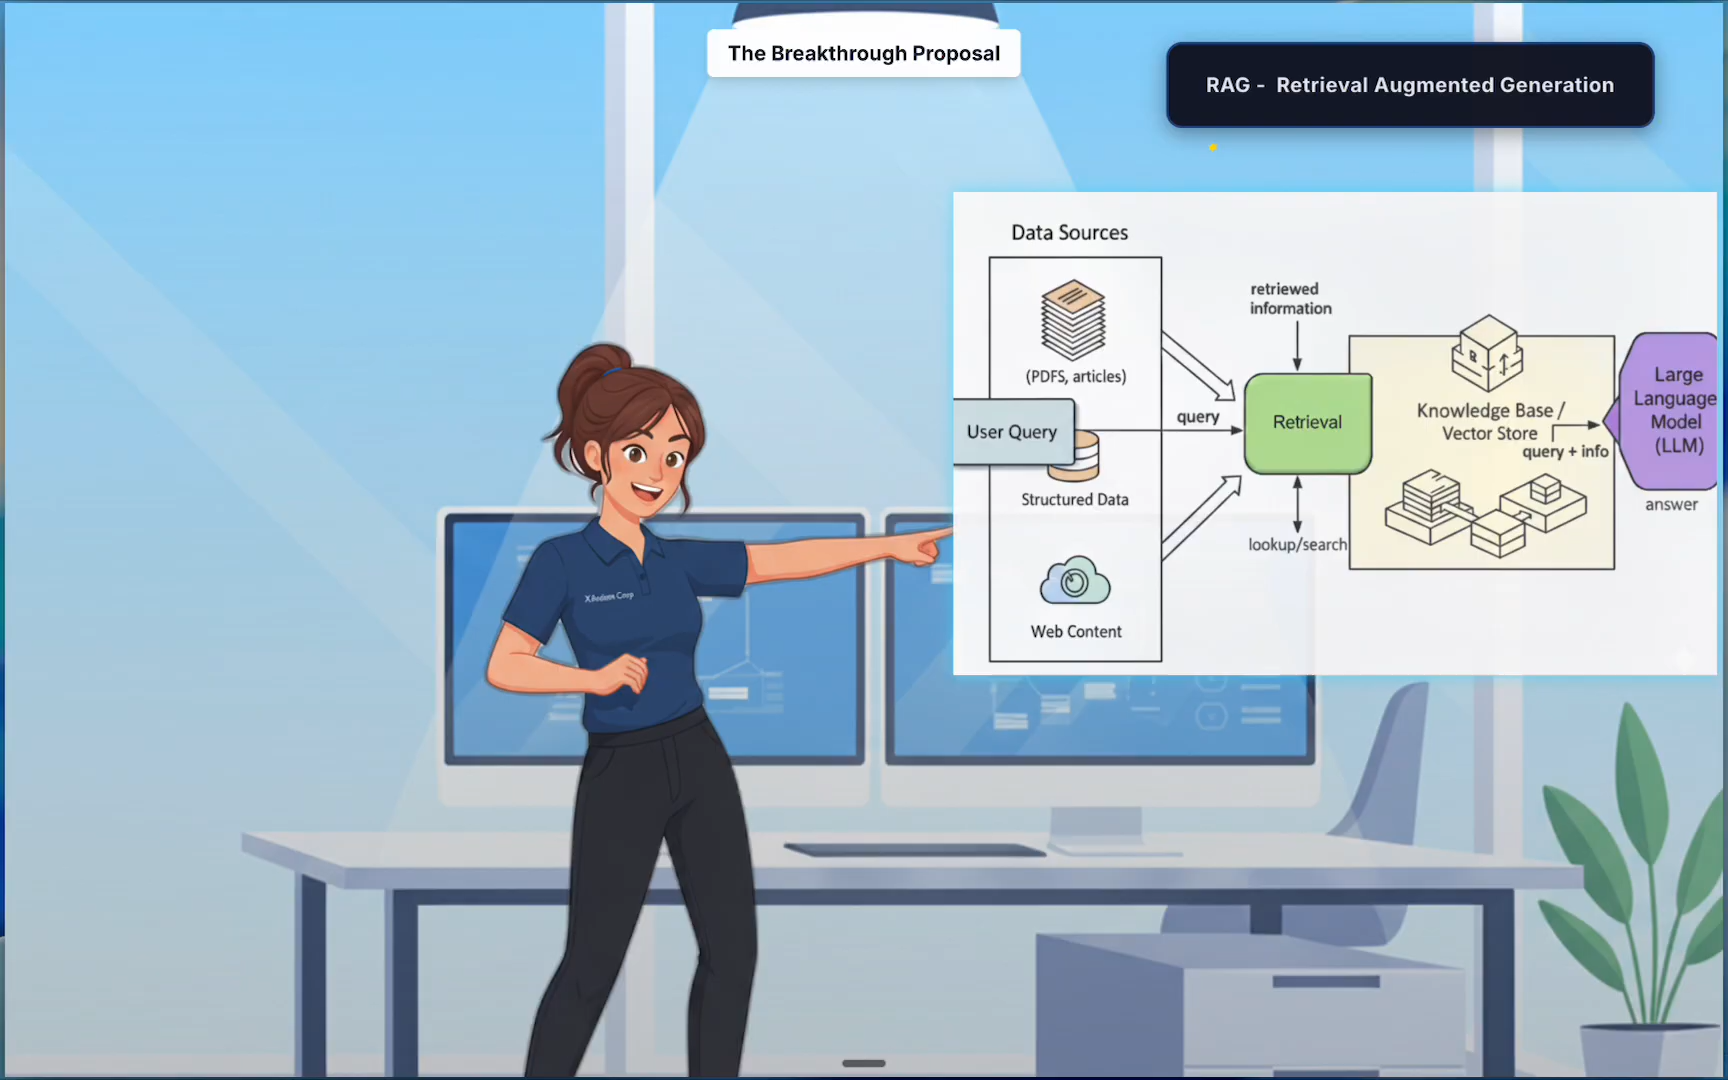 The Breakthrough Proposal
RAG - Retrieval Augmented Generation
Data Sources
(PDFS, articles)
User Query
Structured Data
Web Content
query
retrieved
information
Retrieval
lookup/search
Knowledge Base /
Vector Store
query + info
Large
Language
Model
(LLM)
answer